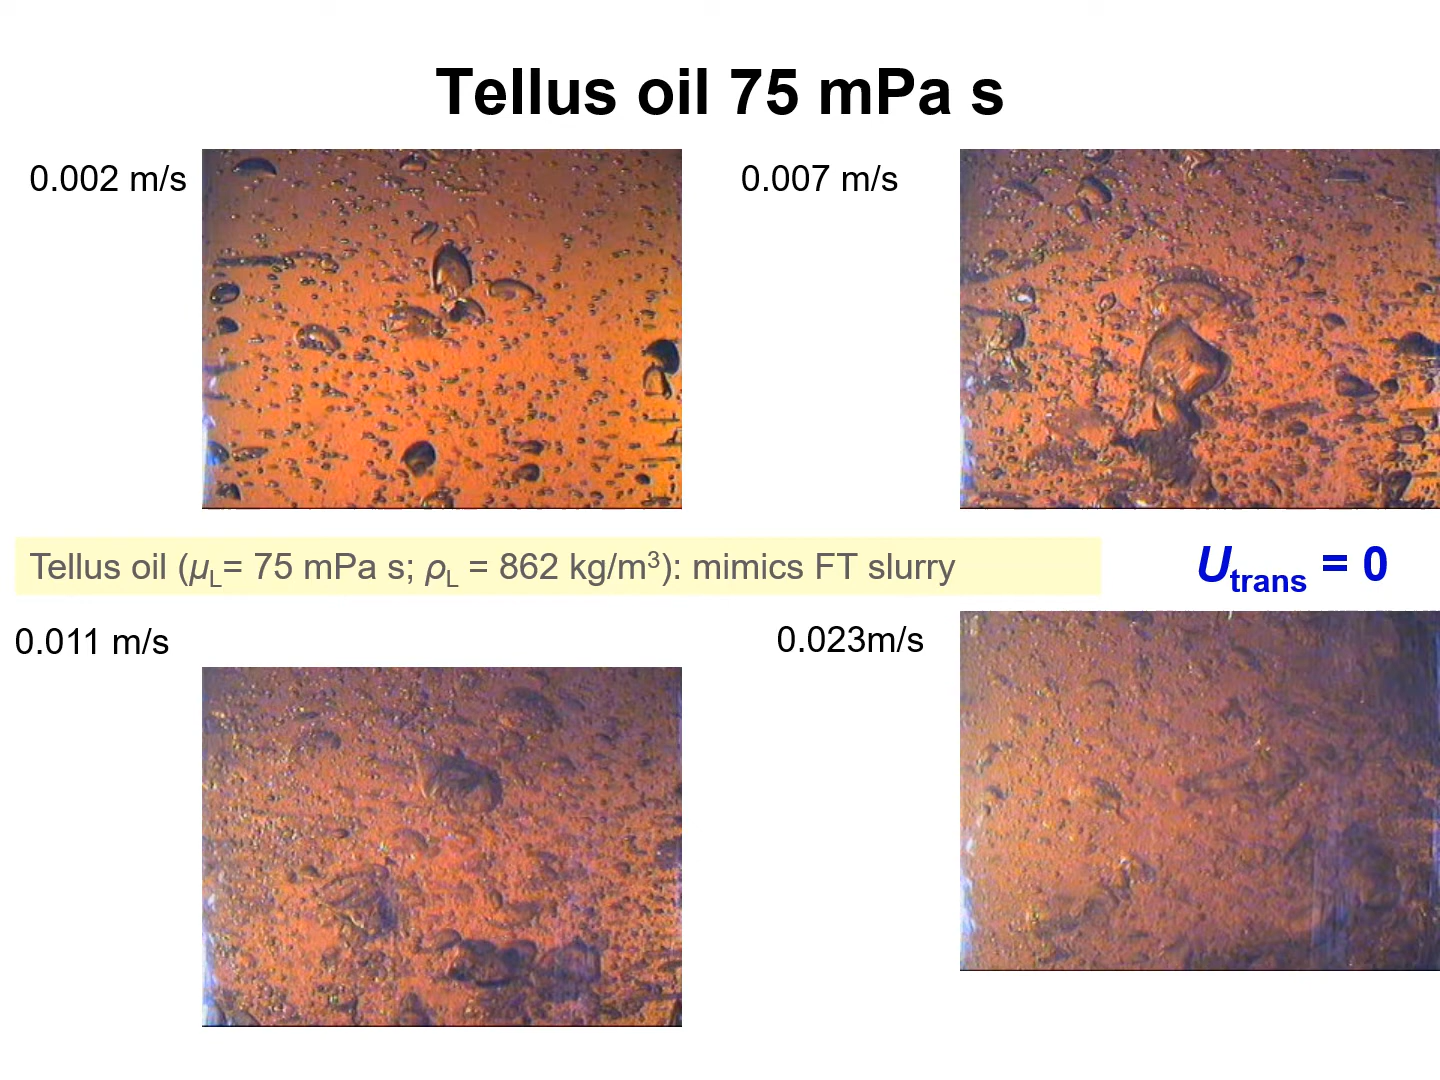 Tellus oil 75 mPa s
0.002 m/s
0.007 m/s
Tellus oil (μL= 75 mPa s; ρL = 862 kg/m³): mimics FT slurry
Utrans = 0
0.011 m/s
0.023m/s